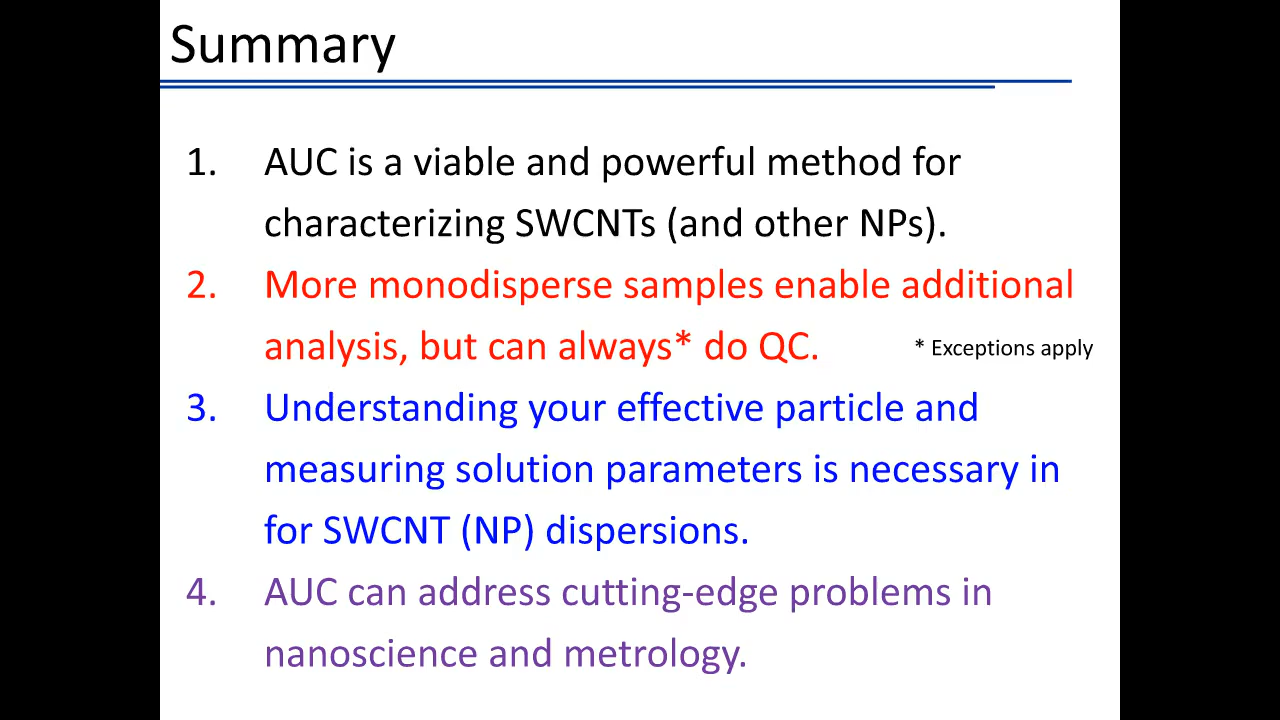 Summary
1. AUC is a viable and powerful method for
characterizing SWCNTs (and other NPs).
2. More monodisperse samples enable additional
analysis, but can always* do QC. * Exceptions apply
3. Understanding your effective particle and
measuring solution parameters is necessary in
for SWCNT (NP) dispersions.
4. AUC can address cutting-edge problems in
nanoscience and metrology.